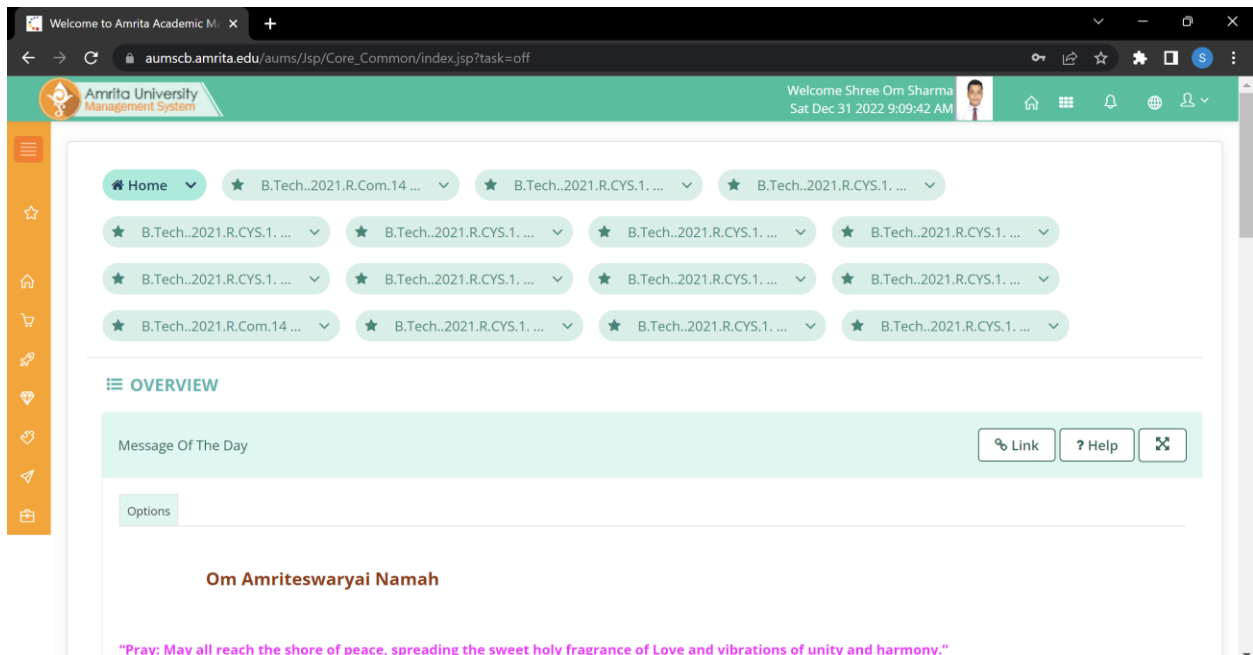 Welcome to Amrita Academic Ma
aumscb.amrita.edu/aums/Jsp/Core_Common/index.jsp?task=off
S
Amrita University
Management System
Welcome Shree Om Sharma
Sat Dec 31 2022 9:09:42 AM
Home
B.Tech..2021.R.Com.14 ...
B.Tech..2021.R.CYS.1. ...
B.Tech..2021.R.CYS.1. ...
B.Tech..2021.R.CYS.1. ...
B.Tech..2021.R.CYS.1. ...
B.Tech..2021.R.CYS.1. ...
B.Tech..2021.R.CYS.1. ...
B.Tech..2021.R.CYS.1. ...
B.Tech..2021.R.CYS.1. ...
B.Tech..2021.R.CYS.1. ...
B.Tech..2021.R.CYS.1. ...
B.Tech..2021.R.Com.14 ...
B.Tech..2021.R.CYS.1. ...
B.Tech..2021.R.CYS.1. ...
B.Tech..2021.R.CYS.1. ...
OVERVIEW
Message Of The Day
Link
? Help
Options
Om Amriteswaryai Namah
"Pray: May all reach the shore of peace, spreading the sweet holy fragrance of Love and vibrations of unity and harmony."